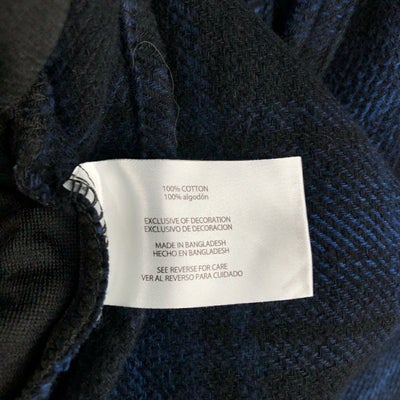 100% COTTON
100% algodón
EXCLUSIVE OF DECORATION
EXCLUSIVO DE DECORACION
MADE IN BANGLADESH
HECHO EN BANGLADESH
SEE REVERSE FOR CARE
VER AL REVERSO PARA CUIDADO